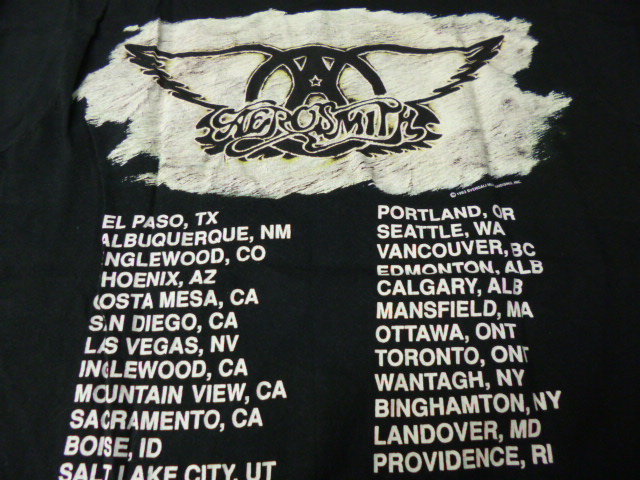 AEROSMITH
EL PASO, TX
ALBUQUERQUE, NM
ENGLEWOOD, CO
PHOENIX, AZ
COSTA MESA, CA
SAN DIEGO, CA
LAS VEGAS, NV
INGLEWOOD, CA
MOUNTAIN VIEW, CA
SACRAMENTO, CA
BOISE, ID
SALT LAKE CITY, UT
PORTLAND, OR
SEATTLE, WA
VANCOUVER, BC
EDMONTON, ALB
CALGARY, ALB
MANSFIELD, MA
OTTAWA, ONT
TORONTO, ONT
WANTAGH, NY
BINGHAMTON, NY
LANDOVER, MD
PROVIDENCE, RI